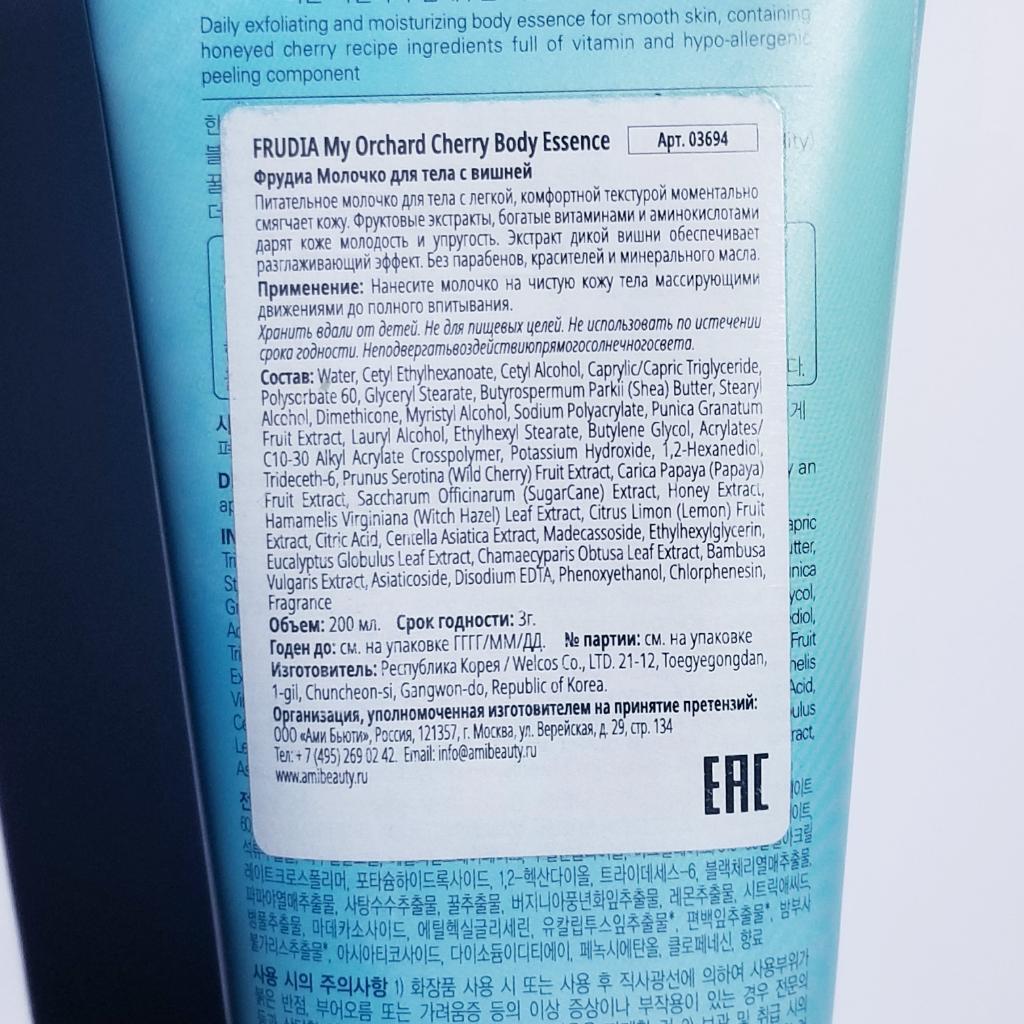 Daily exfoliating and moisturizing body essence for smooth skin, containing
honeyed cherry recipe ingredients full of vitamin and hypo-allergenic
peeling component
FRUDIA My Orchard Cherry Body Essence
Арт. 03694
Фрудиа Молочко для тела с вишней
Питательное молочко для тела с легкой, комфортной текстурой моментально
смягчает кожу. Фруктовые экстракты, богатые витаминами и аминокислотами
дарят коже молодость и упругость. Экстракт дикой вишни обеспечивает
разглаживающий эффект. Без парабенов, красителей и минерального масла.
Применение: Нанесите молочко на чистую кожу тела массирующими
движениями до полного впитывания.
Хранить вдали от детей. Не для пищевых целей. Не использовать по истечении
срока годности. Неподвергатьвоздействиюпрямогосолнечногосвета.
Состав: Water, Cetyl Ethylhexanoate, Cetyl Alcohol, Caprylic/Capric Triglyceride,
Polysorbate 60, Glyceryl Stearate, Butyrospermum Parkii (Shea) Butter, Stearyl
Alcohol, Dimethicone, Myristyl Alcohol, Sodium Polyacrylate, Punica Granatum
Fruit Extract, Lauryl Alcohol, Ethylhexyl Stearate, Butylene Glycol, Acrylates/
C10-30 Alkyl Acrylate Crosspolymer, Potassium Hydroxide, 1,2-Hexanediol,
Trideceth-6, Prunus Serotina (Wild Cherry) Fruit Extract, Carica Papaya (Papaya)
Fruit Extract, Saccharum Officinarum (SugarCane) Extract, Honey Extract,
Hamamelis Virginiana (Witch Hazel) Leaf Extract, Citrus Limon (Lemon) Fruit
Extract, Citric Acid, Centella Asiatica Extract, Madecassoside, Ethylhexylglycerin,
Eucalyptus Globulus Leaf Extract, Chamaecyparis Obtusa Leaf Extract, Bambusa
Vulgaris Extract, Asiaticoside, Disodium EDTA, Phenoxyethanol, Chlorphenesin,
Fragrance
Объем: 200 мл. Срок годности: 3г.
Годен до: см. на упаковке ГГГГ/ММ/ДД. № партии: см. на упаковке
Изготовитель: Республика Корея / Welcos Co., LTD. 21-12, Toegyegongdan,
1-gil, Chuncheon-si, Gangwon-do, Republic of Korea.
Организация, уполномоченная изготовителем на принятие претензий:
ООО «Ами Бьюти», Россия, 121357, г. Москва, ул. Верейская, д. 29, стр. 134
Тел: + 7 (495) 269 02 42. Email: info@amibeauty.ru
www.amibeauty.ru
EAC
레이트크로스폴리머, 포타슘하이드록사이드, 1,2-헥산다이올, 트라이데세스-6, 블랙체리열매추출물,
파파야열매추출물, 사탕수수추출물, 꿀추출물, 버지니아풍년화잎추출물, 레몬추출물, 시트릭애씨드,
병풀추출물, 마데카소사이드, 에틸헥실글리세린, 유칼립투스잎추출물*, 편백잎추출물*, 밤부사
불가리스추출물*, 아시아티코사이드, 다이소듐이디티에이, 페녹시에탄올, 클로페네신, 향료
사용 시의 주의사항 1) 화장품 사용 시 또는 사용 후 직사광선에 의하여 사용부위가
붉은 반점, 부어오름 또는 가려움증 등의 이상 증상이나 부작용이 있는 경우 전문의